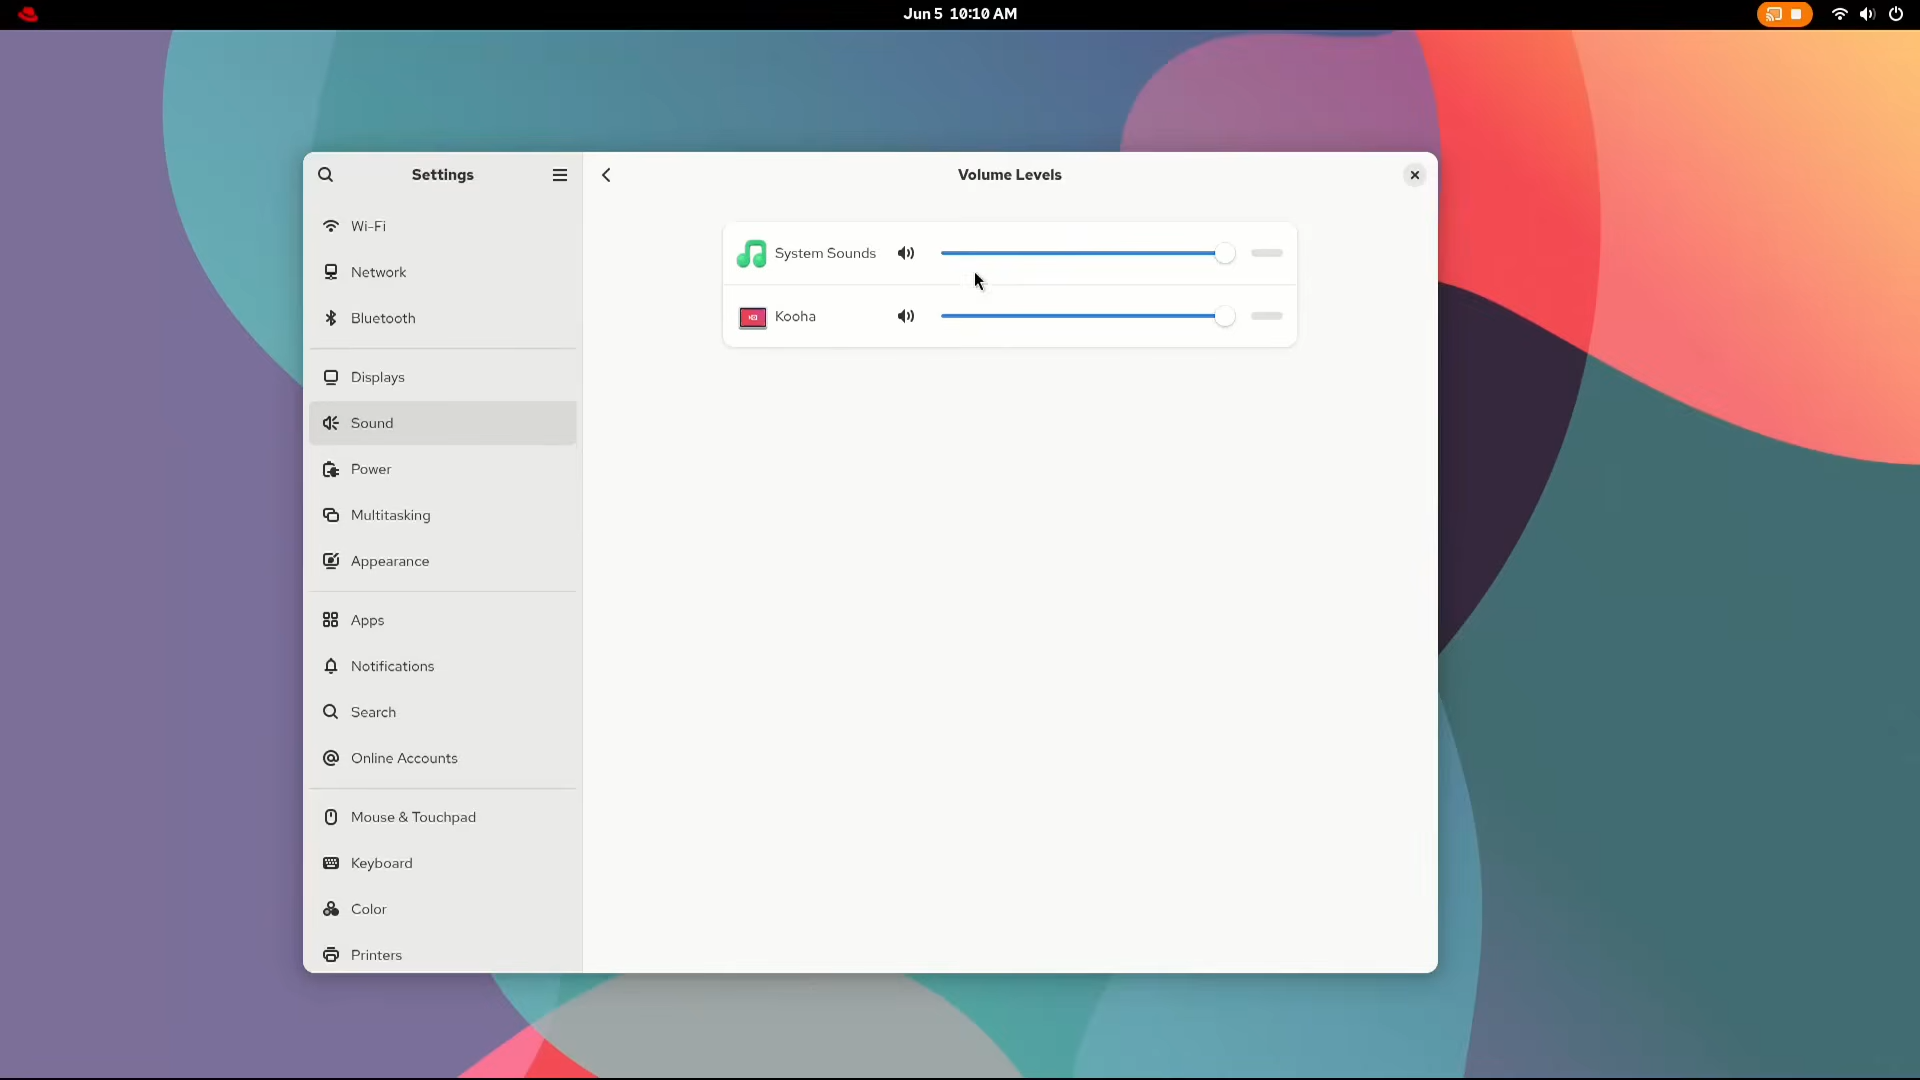 Jun 5 10:10 AM
Settings
Volume Levels
Wi-Fi
Network
Bluetooth
Displays
Sound
Power
Multitasking
Appearance
Apps
Notifications
Search
Online Accounts
Mouse & Touchpad
Keyboard
Color
Printers
System Sounds
Kooha